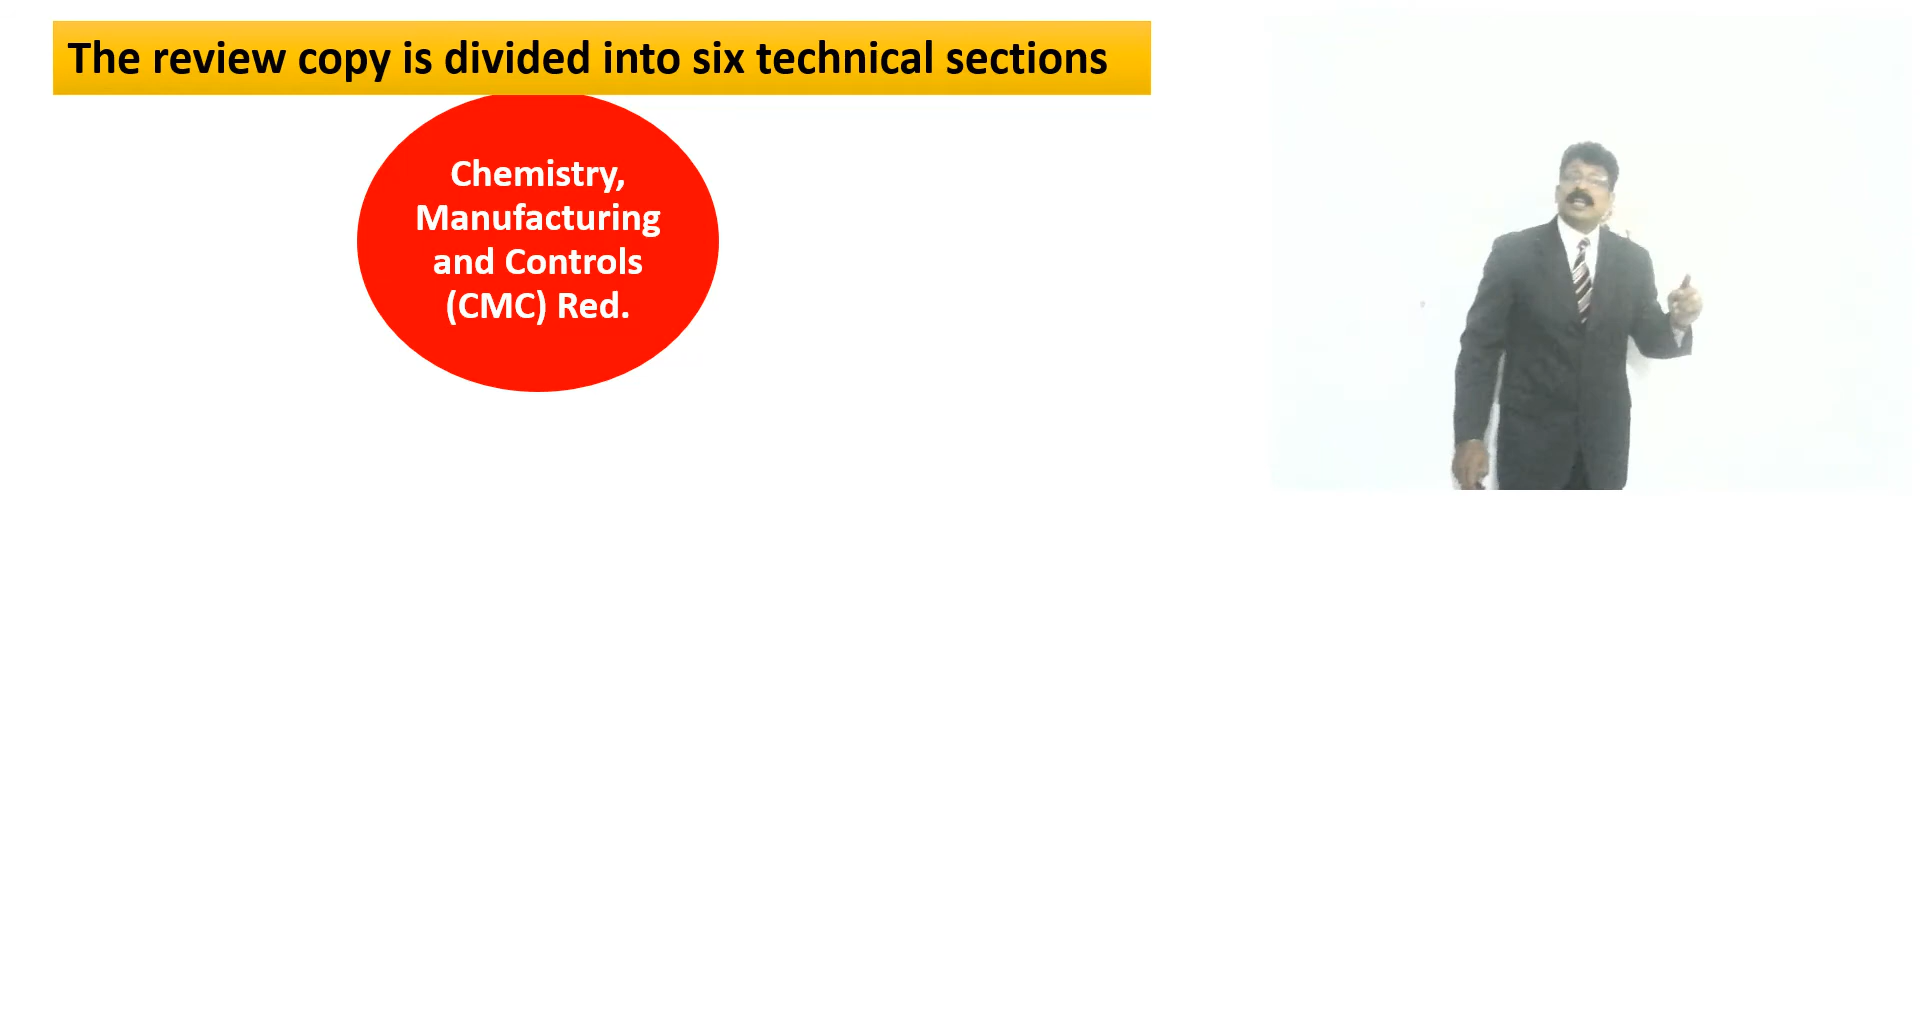 The review copy is divided into six technical sections
Chemistry,
Manufacturing
and Controls
(CMC) Red.